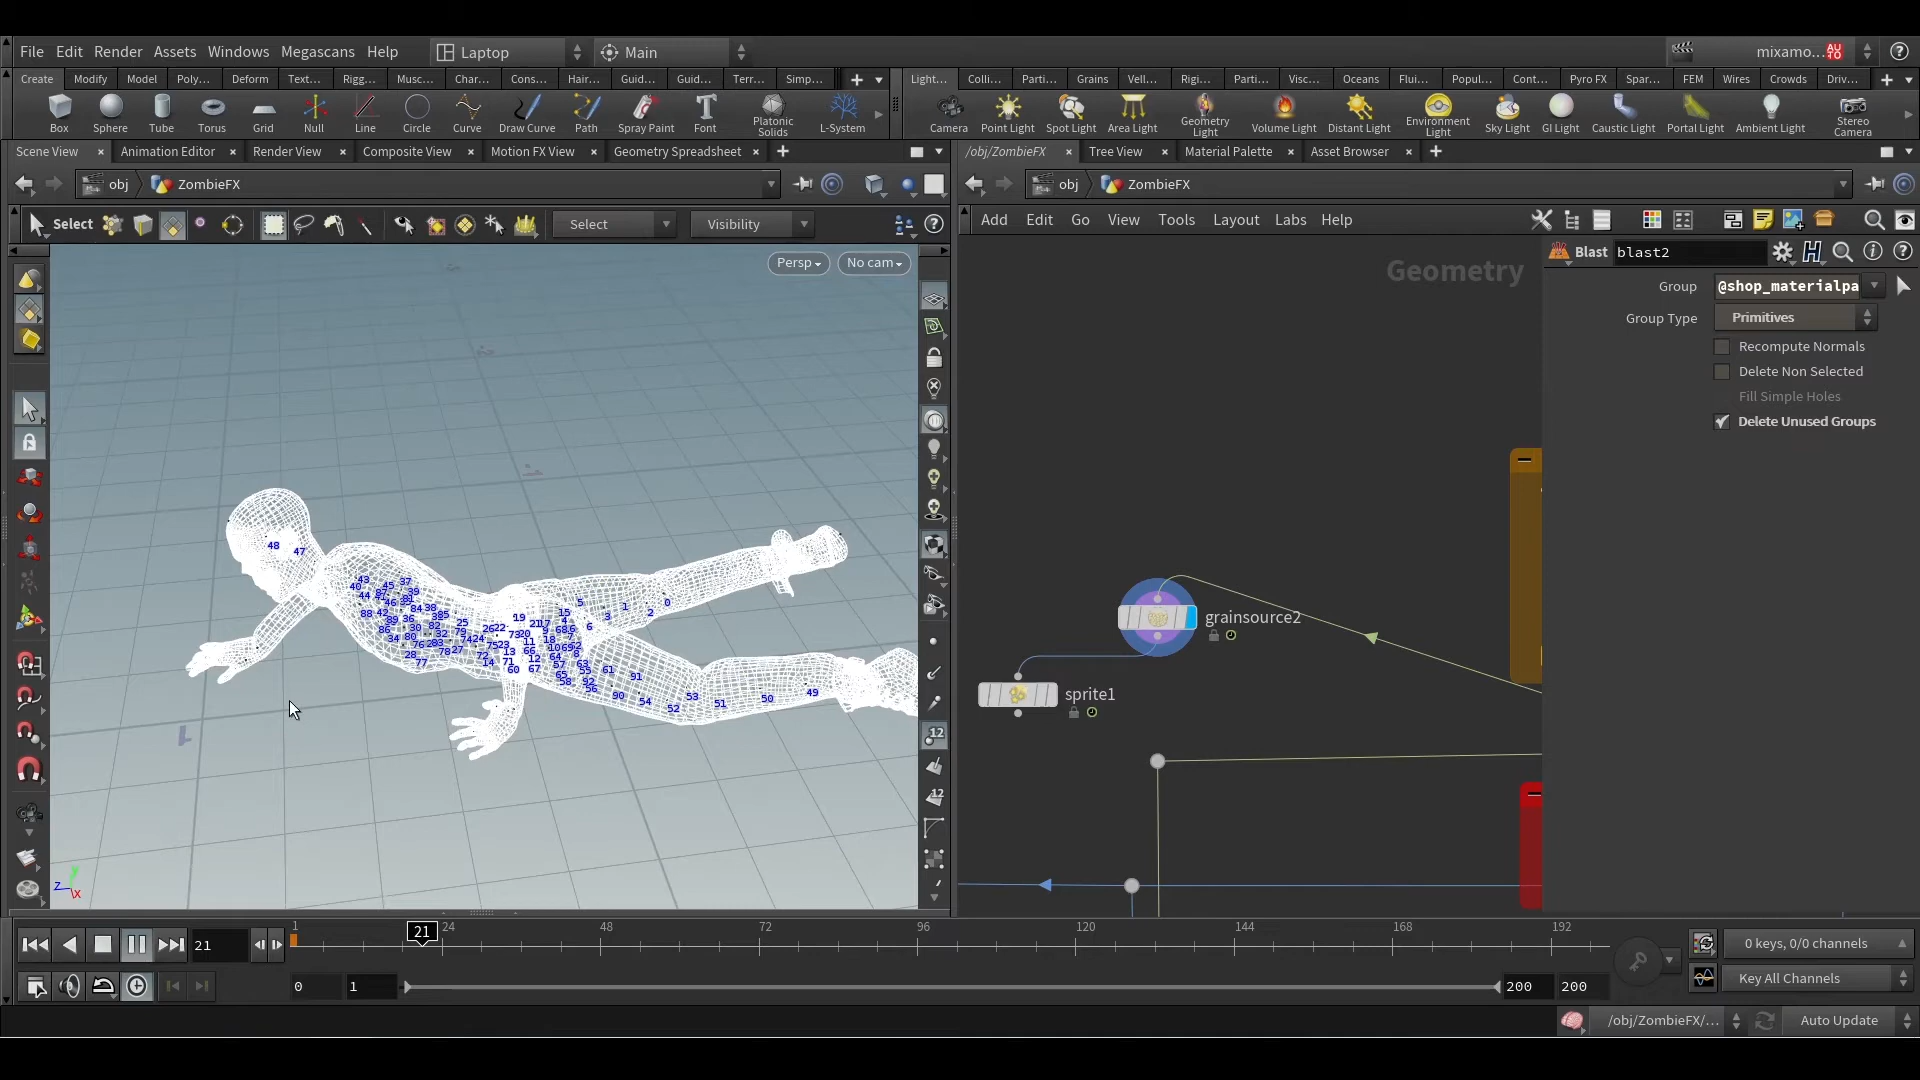 File Edit Render Assets Windows Megascans Help Laptop Main mixamo... AUTO
Create Modify Model Poly... Deform Text... Rigg... Musc... Char... Cons... Hair... Guid... Guid... Terr... Simp... Light... Colli... Parti... Grains Vell... Rigi... Parti... Visc... Oceans Flui... Popul... Cont... Pyro FX Spar... FEM Wires Crowds Driv...
Box Sphere Tube Torus Grid Null Line Circle Curve Draw Curve Path Spray Paint Font Platonic Solids L-System Camera Point Light Spot Light Area Light Geometry Light Volume Light Distant Light Environment Light Sky Light GI Light Caustic Light Portal Light Ambient Light Stereo Camera
Scene View Animation Editor Render View Composite View Motion FX View Geometry Spreadsheet /obj/ZombieFX Tree View Material Palette Asset Browser
obj ZombieFX obj ZombieFX
Select Select Visibility Add Edit Go View Tools Layout Labs Help
Persp No cam
Geometry
Blast blast2
Group @shop_materialpa
Group Type Primitives
Recompute Normals
Delete Non Selected
Fill Simple Holes
Delete Unused Groups
grainsource2
sprite1
12
12
21 1 21 24 48 72 96 120 144 168 192 0 keys, 0/0 channels
0 1 200 200 Key All Channels
/obj/ZombieFX/... Auto Update